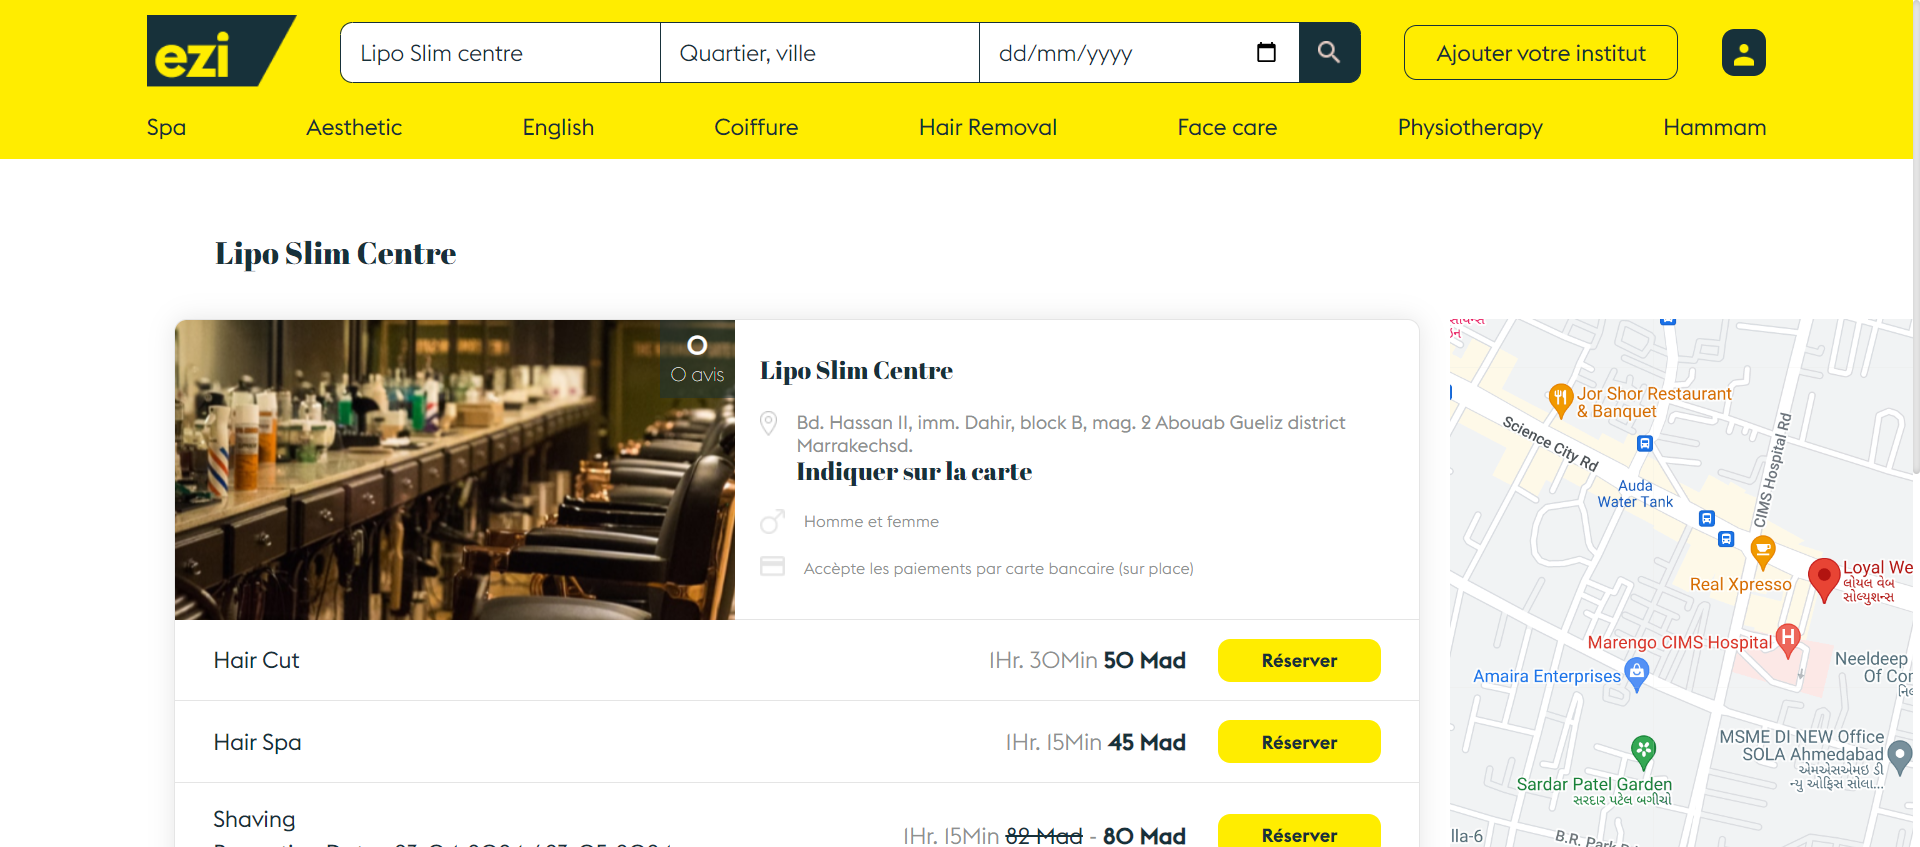 ezi
Lipo Slim centre
Quartier, ville
dd/mm/yyyy
Ajouter votre institut
Spa
Aesthetic
English
Coiffure
Hair Removal
Face care
Physiotherapy
Hammam
Lipo Slim Centre
0
0 avis
Lipo Slim Centre
Bd. Hassan II, imm. Dahir, block B, mag. 2 Abouab Gueliz district
Marrakechsd.
Indiquer sur la carte
Homme et femme
Accèpte les paiements par carte bancaire (sur place)
Hair Cut
1Hr. 30Min 50 Mad
Réserver
Hair Spa
1Hr. 15Min 45 Mad
Réserver
Shaving
1Hr. 15Min 82 Mad - 80 Mad
Réserver
Jor Shor Restaurant
& Banquet
Science City Rd
CIMS Hospital Rd
Auda
Water Tank
Real Xpresso
Loyal We
લોયલ વેબ
સોલ્યુશન્સ
Marengo CIMS Hospital
H
Neeldeep
Of Cor
Amaira Enterprises
MSME DI NEW Office
SOLA Ahmedabad
એમએસએમઇ ડી
ન્યુ ઓફિસ સોલા...
Sardar Patel Garden
સરદાર પટેલ બગીચો
lla-6
B.R. Park